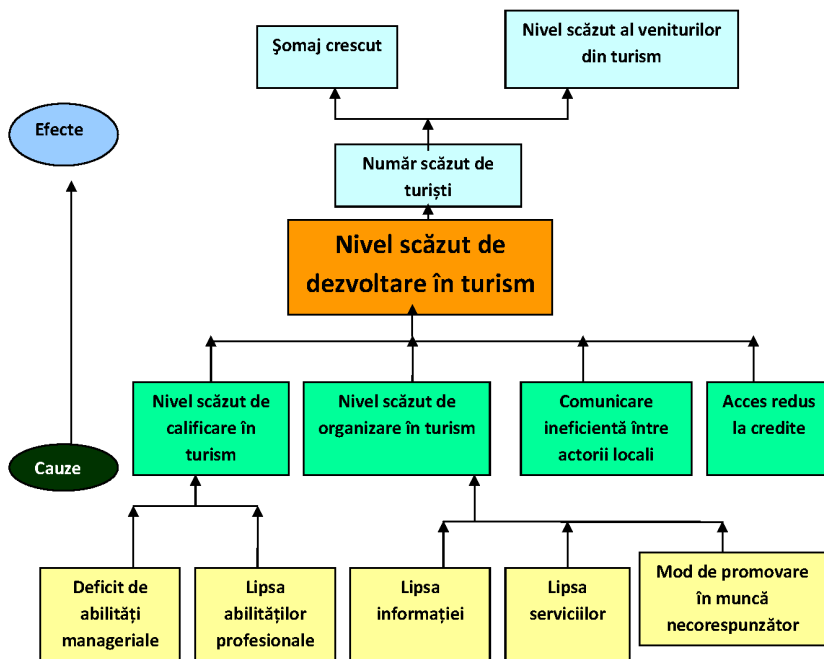 Şomaj crescut
Nivel scăzut al veniturilor
din turism
Efecte
Număr scăzut de
turiști
Nivel scăzut de
dezvoltare în turism
Nivel scăzut de
calificare în
turism
Nivel scăzut de
organizare în turism
Comunicare
ineficientă între
actorii locali
Acces redus
la credite
Cauze
Deficit de
abilități
manageriale
Lipsa
abilităților
profesionale
Lipsa
informației
Lipsa
serviciilor
Mod de promovare
în muncă
necorespunzător